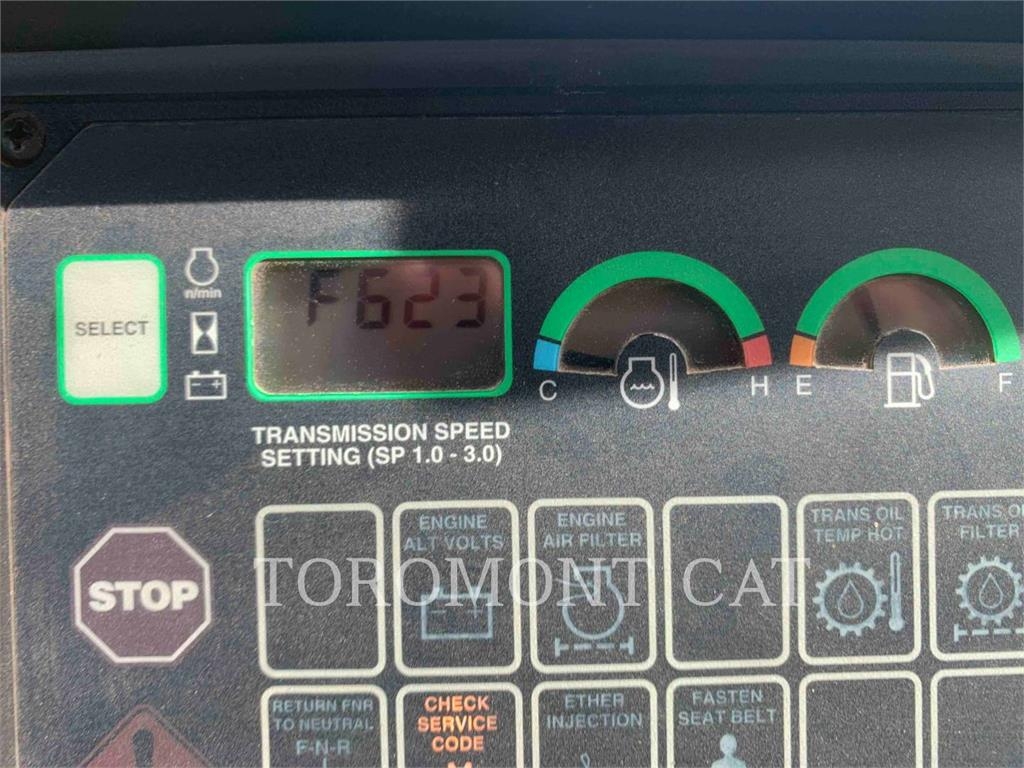 SELECT
n/min
F623
C
H
E
F
TRANSMISSION SPEED
SETTING (SP 1.0 - 3.0)
STOP
ENGINE
ALT VOLTS
ENGINE
AIR FILTER
TRANS OIL
TEMP HOT
TRANS OIL
FILTER
TOROMONT CAT
RETURN FNR
TO NEUTRAL
F-N-R
CHECK
SERVICE
CODE
ETHER
INJECTION
FASTEN
SEAT BELT